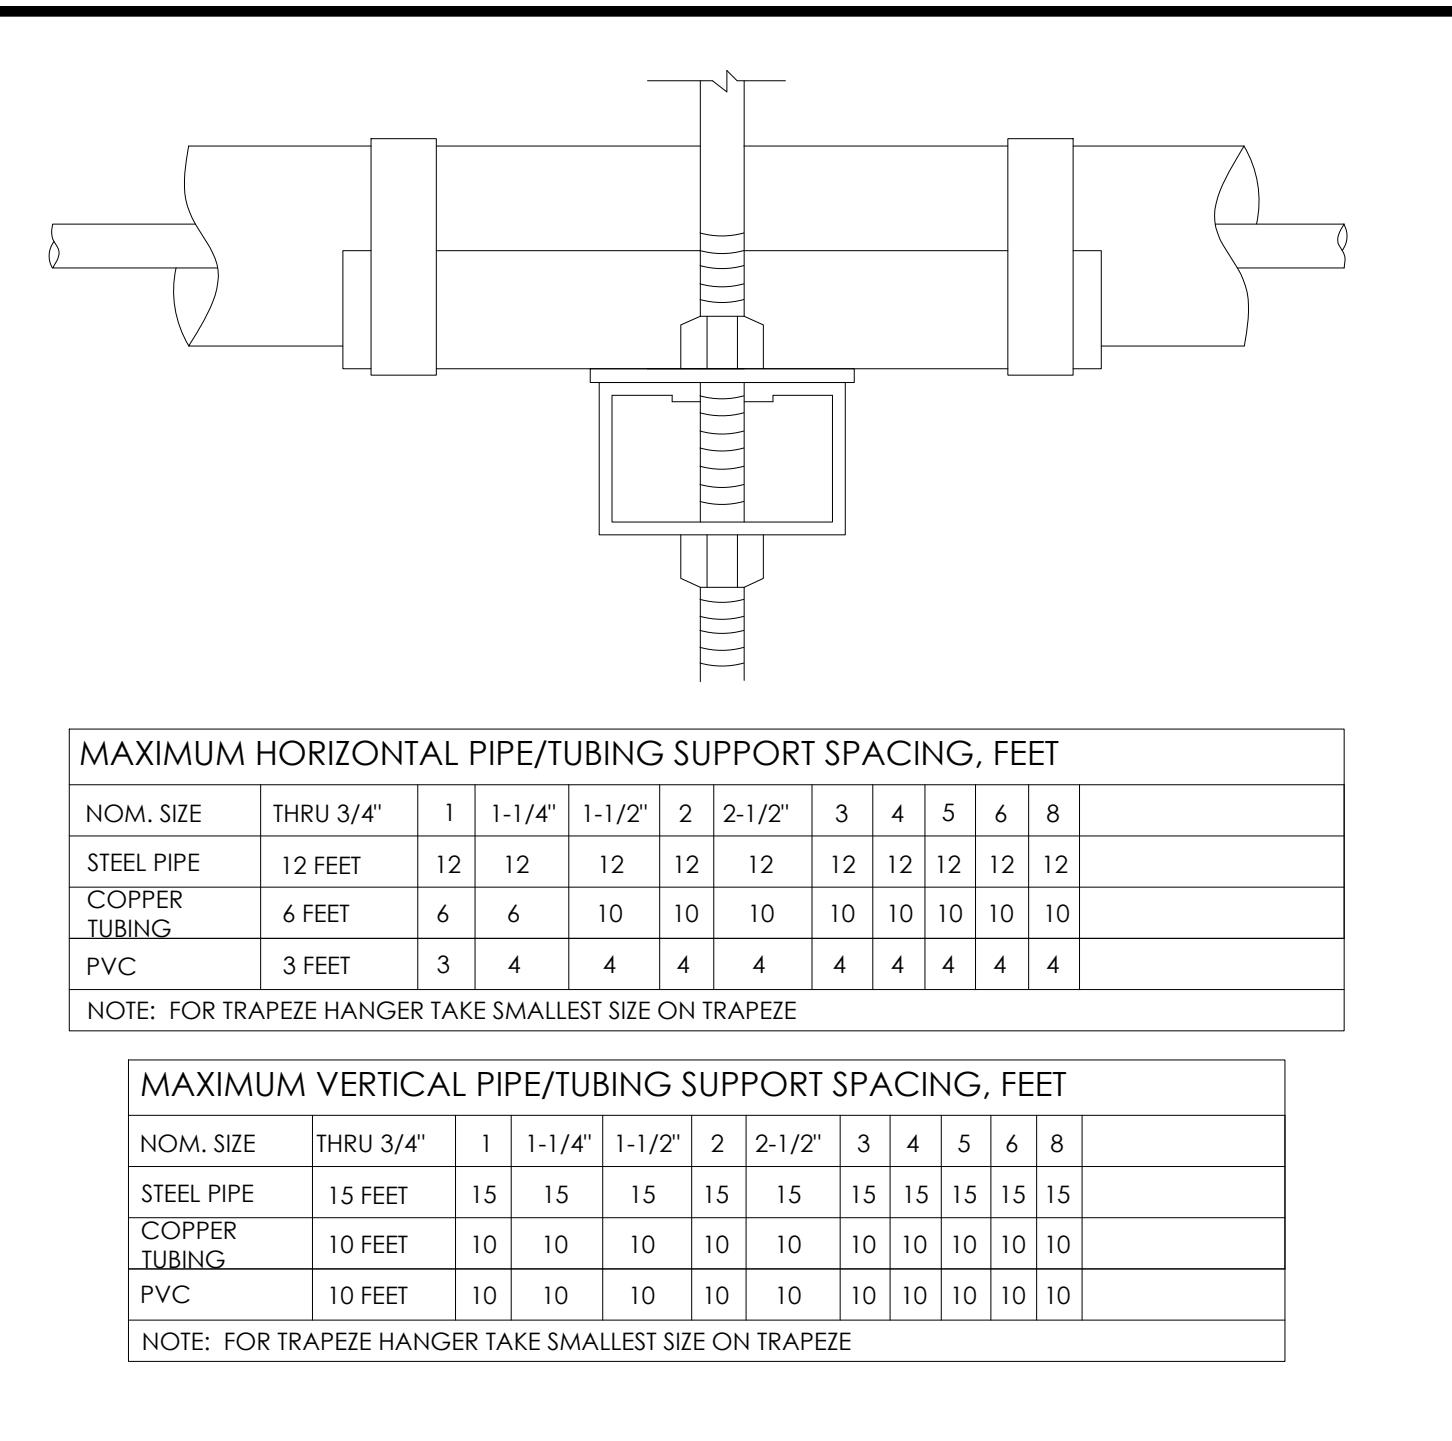 MAXIMUM HORIZONTAL PIPE/TUBING SUPPORT SPACING, FEET
NOM. SIZE THRU 3/4" 1 1-1/4" 1-1/2" 2 2-1/2" 3 4 5 6 8
STEEL PIPE 12 FEET 12 12 12 12 12 12 12 12 12 12
COPPER
TUBING 6 FEET 6 6 10 10 10 10 10 10 10 10
PVC 3 FEET 3 4 4 4 4 4 4 4 4 4
NOTE: FOR TRAPEZE HANGER TAKE SMALLEST SIZE ON TRAPEZE
MAXIMUM VERTICAL PIPE/TUBING SUPPORT SPACING, FEET
NOM. SIZE THRU 3/4" 1 1-1/4" 1-1/2" 2 2-1/2" 3 4 5 6 8
STEEL PIPE 15 FEET 15 15 15 15 15 15 15 15 15 15
COPPER
TUBING 10 FEET 10 10 10 10 10 10 10 10 10 10
PVC 10 FEET 10 10 10 10 10 10 10 10 10 10
NOTE: FOR TRAPEZE HANGER TAKE SMALLEST SIZE ON TRAPEZE